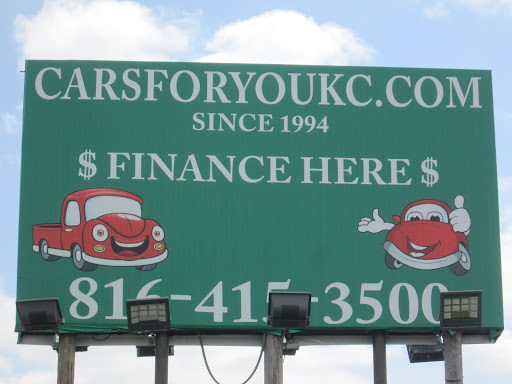 CARSFORYOUKC.COM
SINCE 1994
$ FINANCE HERE $
816-415-3500